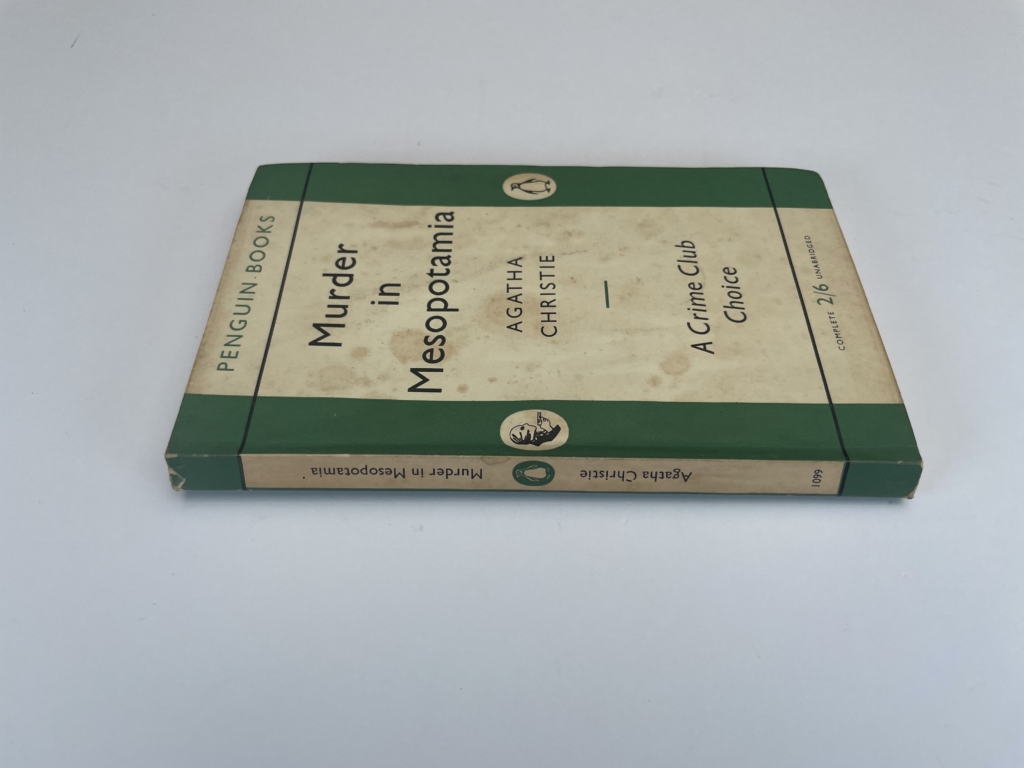 PENGUIN BOOKS
Murder
in
Mesopotamia
AGATHA
CHRISTIE
A Crime Club
Choice
COMPLETE 2/6 UNABRIDGED
1099
Agatha Christie
Murder in Mesopotamia